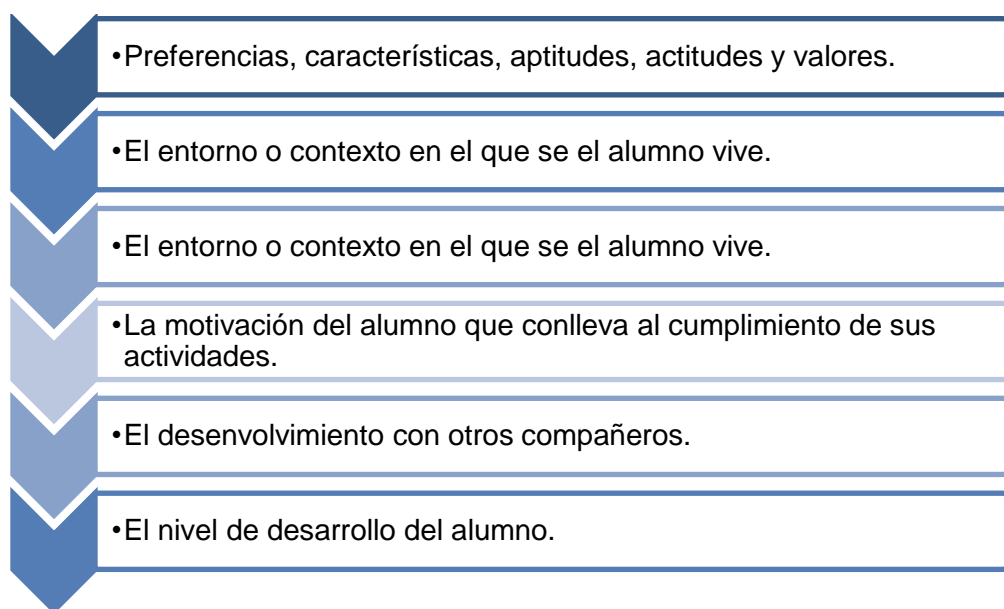 •Preferencias, características, aptitudes, actitudes y valores.
•El entorno o contexto en el que se el alumno vive.
•El entorno o contexto en el que se el alumno vive.
•La motivación del alumno que conlleva al cumplimiento de sus
actividades.
•El desenvolvimiento con otros compañeros.
•El nivel de desarrollo del alumno.